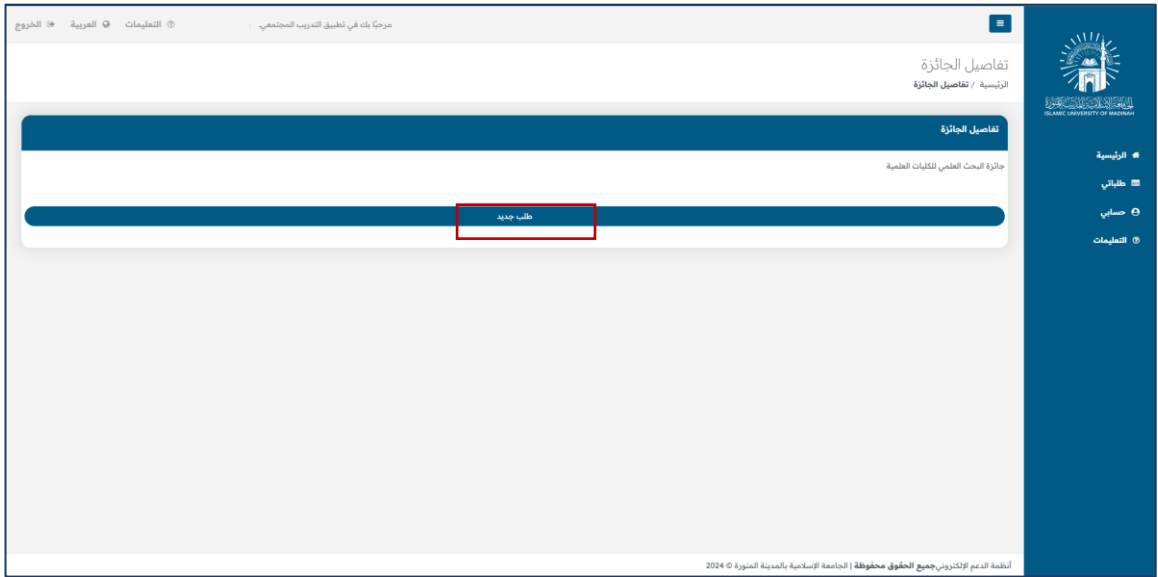 مرحبًا بك في تطبيق التدريب المجتمعي.
التعليمات
العربية
الخروج
تفاصيل الجائزة
الرئيسية / تفاصيل الجائزة
تفاصيل الجائزة
جائزة البحث العلمي للكليات العلمية
طلب جديد
ISLAMIC UNIVERSITY OF MADINAH
الرئيسية
طلباتي
حسابي
التعليمات
أنظمة الدعم الإلكتروني جميع الحقوق محفوظة | الجامعة الإسلامية بالمدينة المنورة © 2024